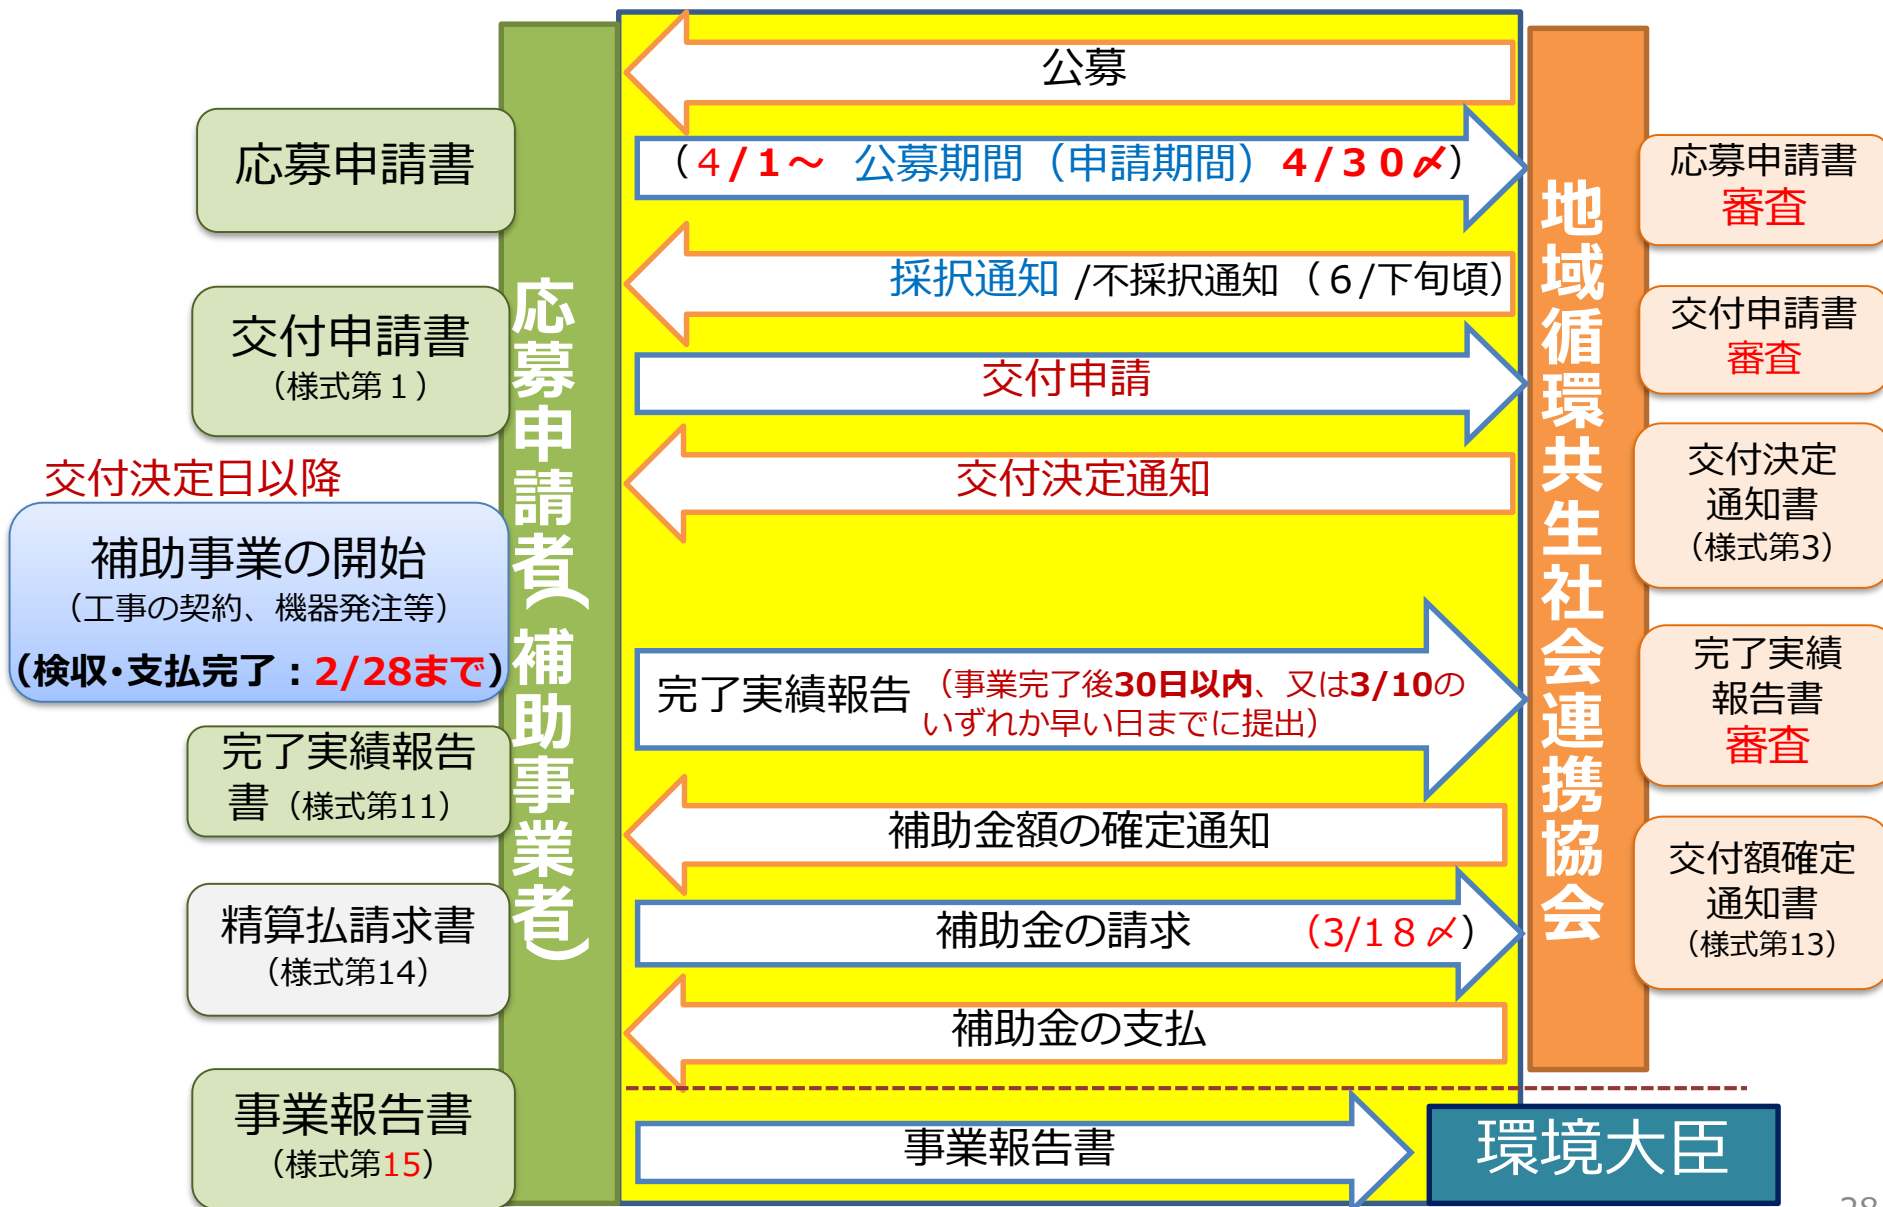 公募
応募申請書
（４/１～ 公募期間（申請期間）４/３０〆）
応募申請書
審査
採択通知 /不採択通知 （６/下旬頃）
交付申請書
（様式第１）
交付申請
交付申請書
審査
交付決定通知
交付決定
通知書
（様式第3）
交付決定日以降
補助事業の開始
（工事の契約、機器発注等）
（検収・支払完了：2/28まで）
応募申請者（補助事業者）
地域循環共生社会連携協会
完了実績報告
（事業完了後30日以内、又は3/10の
いずれか早い日までに提出）
完了実績
報告書
審査
完了実績報告
書（様式第11）
補助金額の確定通知
交付額確定
通知書
（様式第13）
精算払請求書
（様式第14）
補助金の請求 （3/1８〆）
補助金の支払
事業報告書
（様式第15）
事業報告書
環境大臣